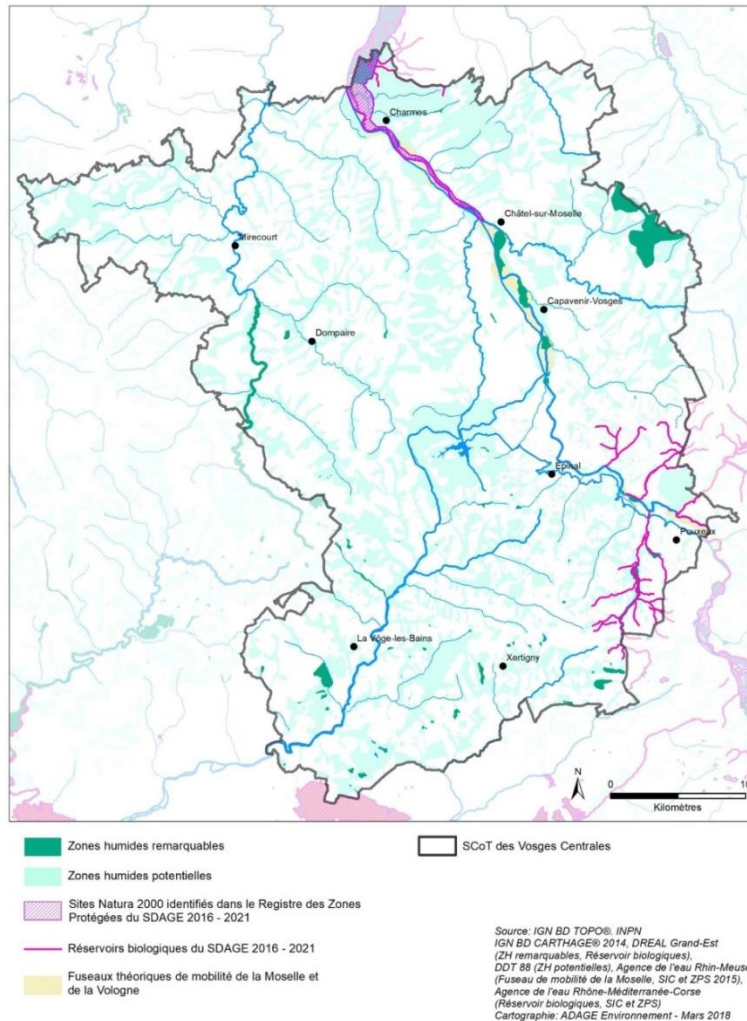 Charmes
Châtel-sur-Moselle
Mirecourt
Capavenir-Vosges
Dompaire
Épinal
Pouxeux
La Vôge-les-Bains
Xertigny
N
0 10
Kilomètres
Zones humides remarquables
SCoT des Vosges Centrales
Zones humides potentielles
Sites Natura 2000 identifiés dans le Registre des Zones
Protégées du SDAGE 2016 - 2021
Réservoirs biologiques du SDAGE 2016 - 2021
Fuseaux théoriques de mobilité de la Moselle et
de la Vologne
Source: IGN BD TOPO®. INPN
IGN BD CARTHAGE® 2014, DREAL Grand-Est
(ZH remarquables, Réservoir biologiques),
DDT 88 (ZH potentielles), Agence de l'eau Rhin-Meuse
(Fuseau de mobilité de la Moselle, SIC et ZPS 2015),
Agence de l'eau Rhône-Méditerranée-Corse
(Réservoir biologiques, SIC et ZPS)
Cartographie: ADAGE Environnement - Mars 2018